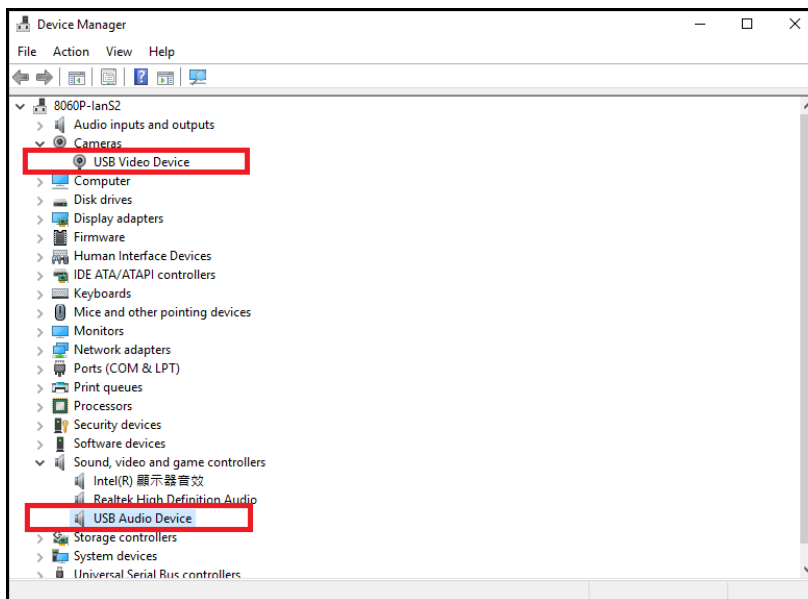 Device Manager
File Action View Help
8060P-IanS2
Audio inputs and outputs
Cameras
USB Video Device
Computer
Disk drives
Display adapters
Firmware
Human Interface Devices
IDE ATA/ATAPI controllers
Keyboards
Mice and other pointing devices
Monitors
Network adapters
Ports (COM & LPT)
Print queues
Processors
Security devices
Software devices
Sound, video and game controllers
Intel(R) 顯示器音效
Realtek High Definition Audio
USB Audio Device
Storage controllers
System devices
Universal Serial Bus controllers